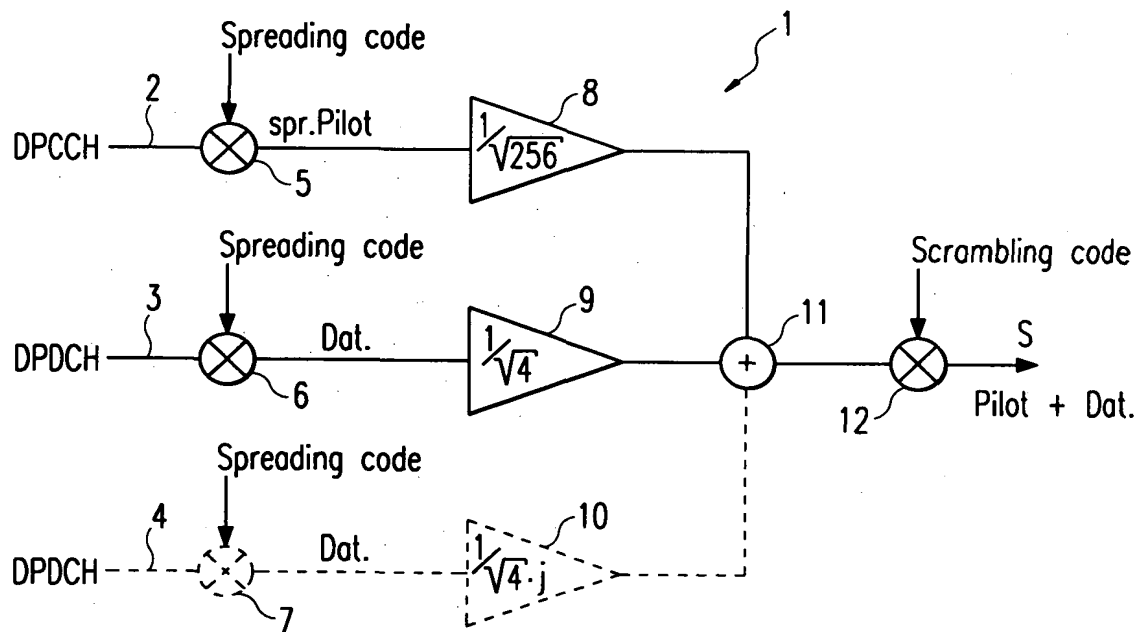 Spreading code
1
2
8
DPCCH
spr.Pilot
1/√256
5
Spreading code
Scrambling code
3
9
11
DPDCH
Dat.
1/√4
+
S
6
12
Pilot + Dat.
Spreading code
4
10
DPDCH
Dat.
1/√4·j
7